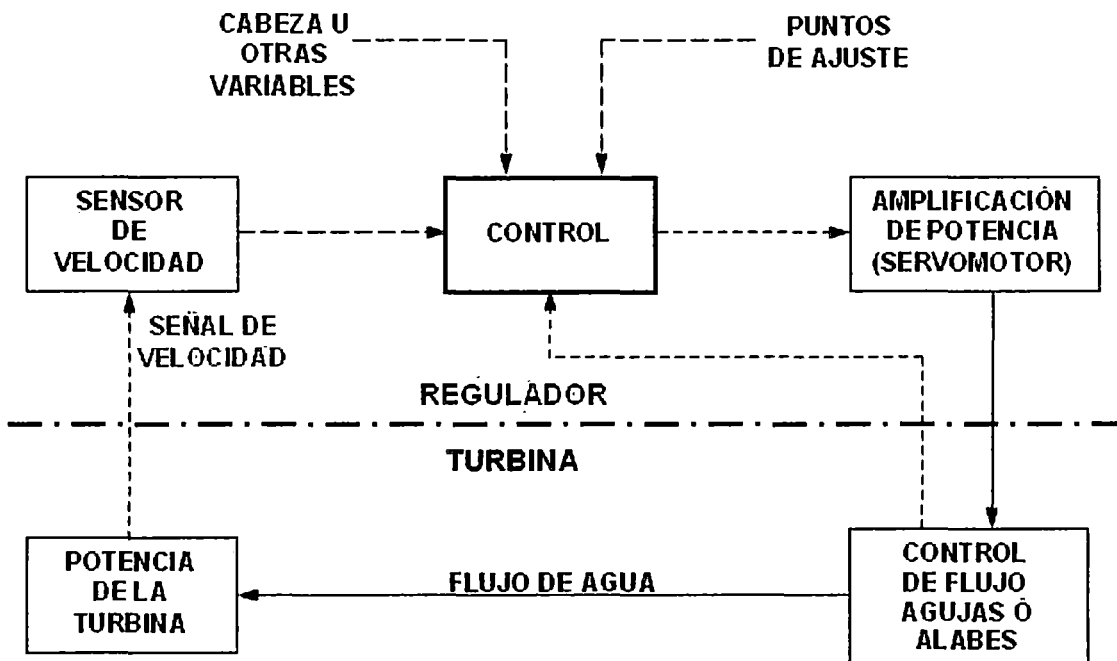 CABEZA U
OTRAS
VARIABLES
PUNTOS
DE AJUSTE
SENSOR
DE
VELOCIDAD
CONTROL
AMPLIFICACIÓN
DE POTENCIA
(SERVOMOTOR)
SEÑAL DE
VELOCIDAD
REGULADOR
TURBINA
POTENCIA
DE LA
TURBINA
FLUJO DE AGUA
CONTROL
DE FLUJO
AGUJAS Ó
ALABES